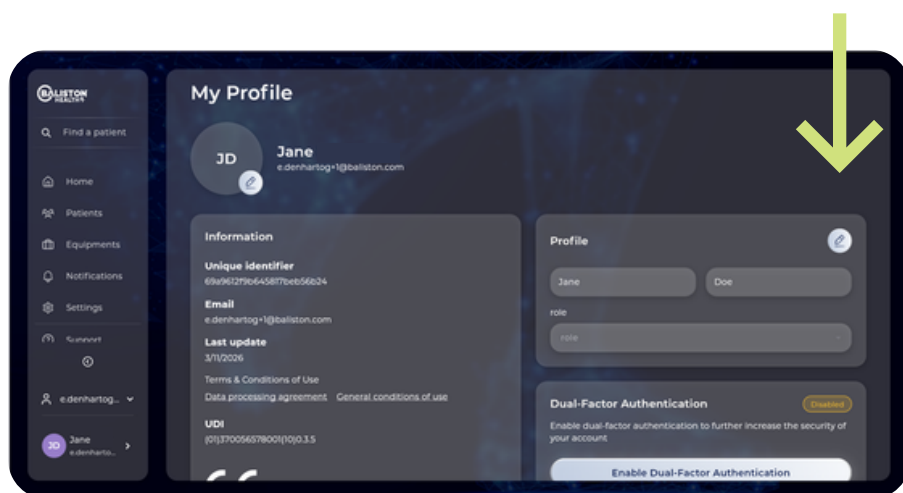 BALISTON
HEALTH
Find a patient
Home
Patients
Equipments
Notifications
Settings
Support
e.denhartog...
JD
Jane
e.denharto...
My Profile
JD
Jane
e.denhartog+1@baliston.com
Information
Unique identifier
69a9612f9b645817beb56b24
Email
e.denhartog+1@baliston.com
Last update
3/11/2026
Terms & Conditions of Use
Data processing agreement General conditions of use
UDI
(01)370056578001(10)0.3.5
Profile
Jane Doe
role
role
Dual-Factor Authentication Disabled
Enable dual-factor authentication to further increase the security of
your account
Enable Dual-Factor Authentication